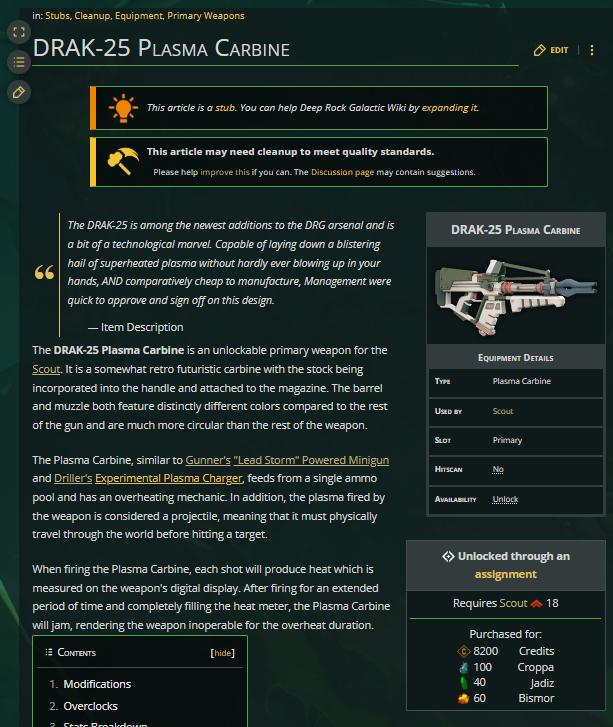 in: Stubs, Cleanup, Equipment, Primary Weapons
DRAK-25 Plasma Carbine
EDIT
This article is a stub. You can help Deep Rock Galactic Wiki by expanding it.
This article may need cleanup to meet quality standards.
Please help improve this if you can. The Discussion page may contain suggestions.
“
The DRAK-25 is among the newest additions to the DRG arsenal and is
a bit of a technological marvel. Capable of laying down a blistering
hail of superheated plasma without hardly ever blowing up in your
hands, AND comparatively cheap to manufacture, Management were
quick to approve and sign off on this design.
— Item Description
The DRAK-25 Plasma Carbine is an unlockable primary weapon for the
Scout. It is a somewhat retro futuristic carbine with the stock being
incorporated into the handle and attached to the magazine. The barrel
and muzzle both feature distinctly different colors compared to the rest
of the gun and are much more circular than the rest of the weapon.
The Plasma Carbine, similar to Gunner's "Lead Storm" Powered Minigun
and Driller's Experimental Plasma Charger, feeds from a single ammo
pool and has an overheating mechanic. In addition, the plasma fired by
the weapon is considered a projectile, meaning that it must physically
travel through the world before hitting a target.
When firing the Plasma Carbine, each shot will produce heat which is
measured on the weapon's digital display. After firing for an extended
period of time and completely filling the heat meter, the Plasma Carbine
will jam, rendering the weapon inoperable for the overheat duration.
Contents [hide]
1. Modifications
2. Overclocks
3. Stats Breakdown
DRAK-25 Plasma Carbine
Equipment Details
Type Plasma Carbine
Used by Scout
Slot Primary
Hitscan No
Availability Unlock
Unlocked through an
assignment
Requires Scout 18
Purchased for:
8200 Credits
100 Croppa
40 Jadiz
60 Bismor